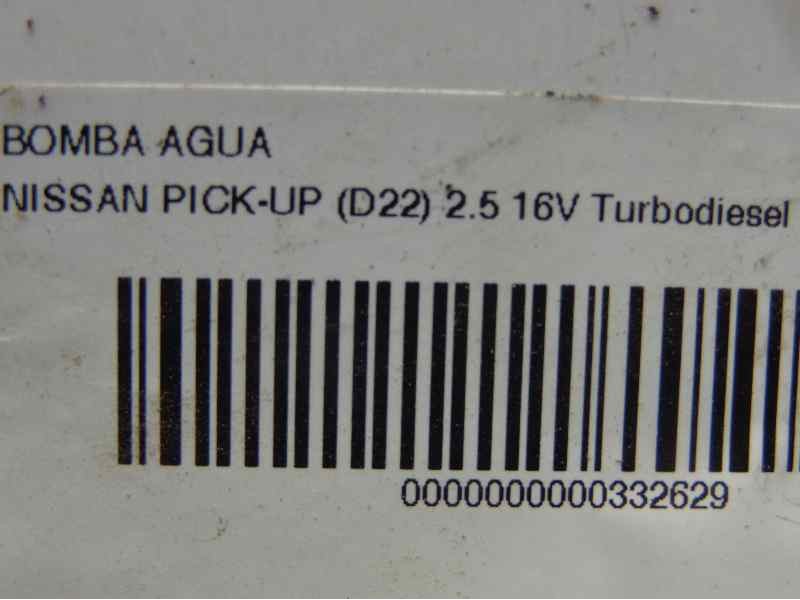 BOMBA AGUA
NISSAN PICK-UP (D22) 2.5 16V Turbodiesel
0000000000332629